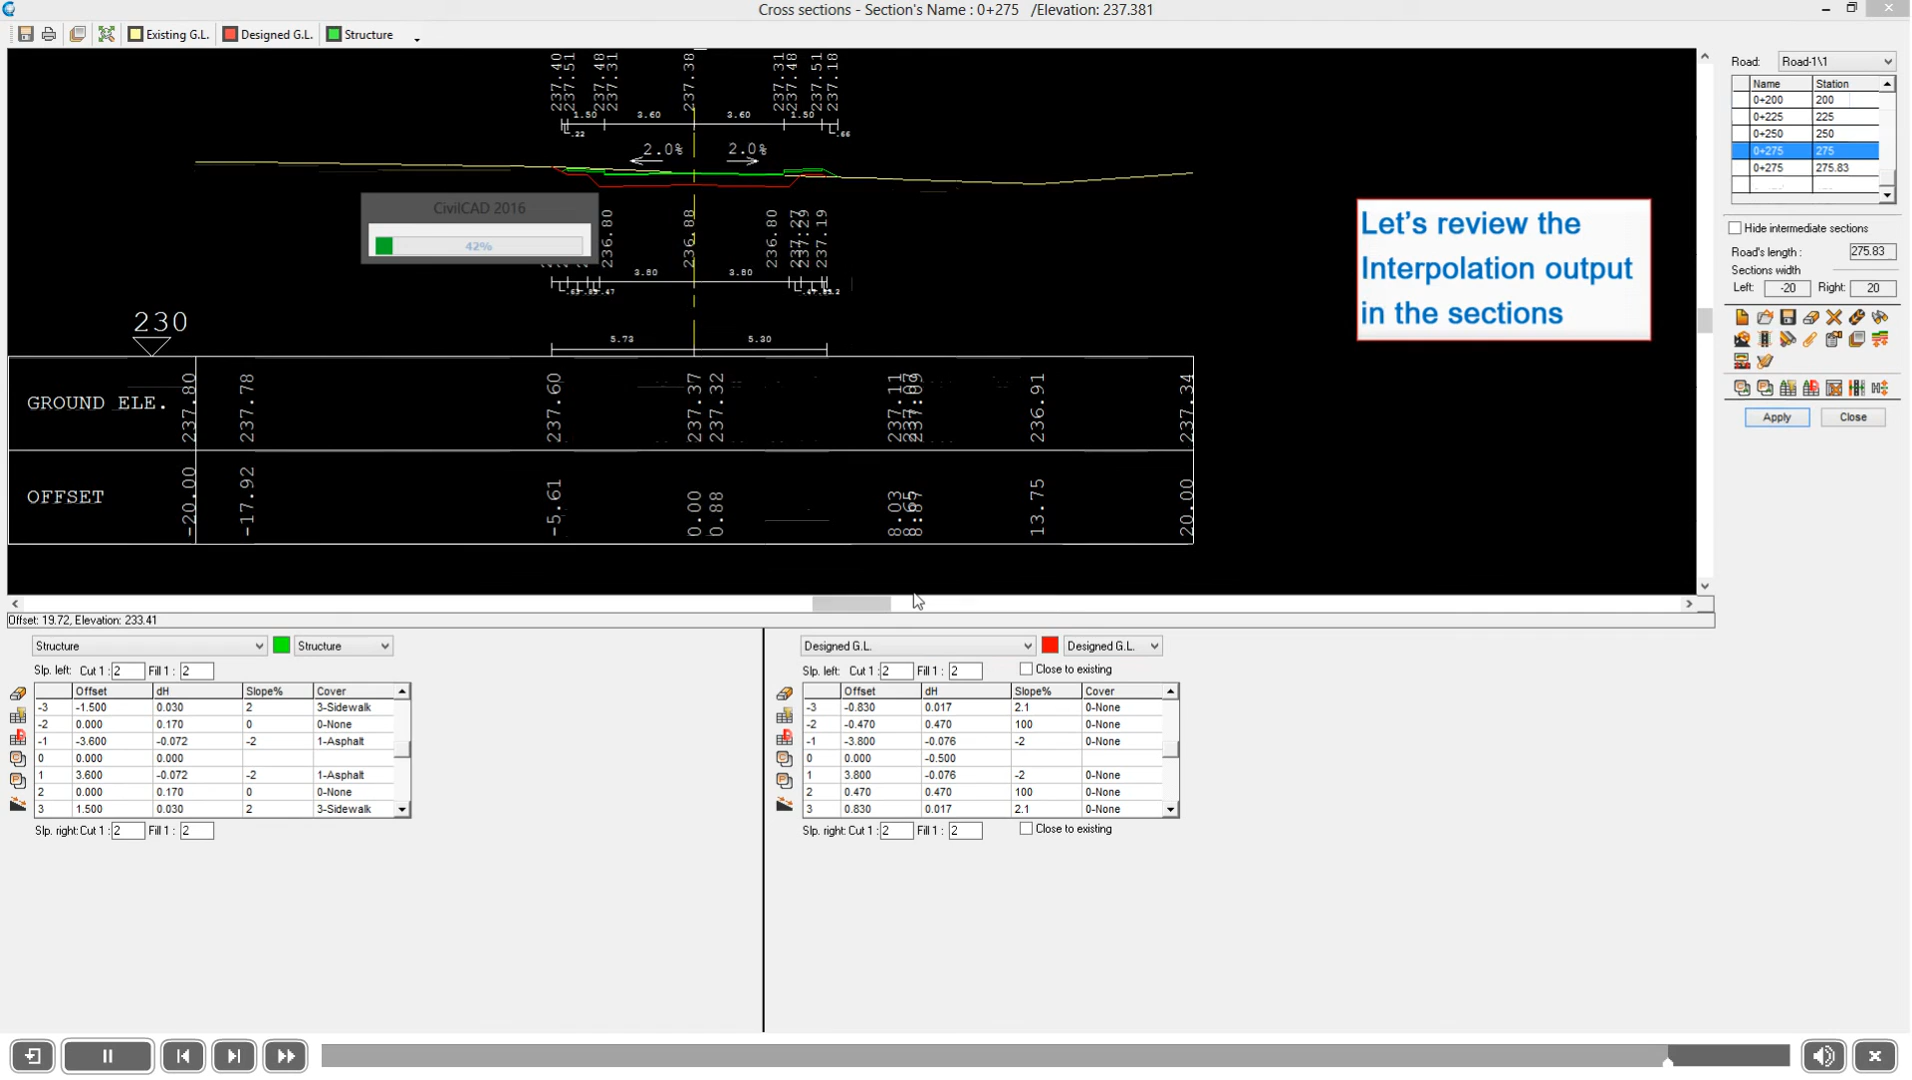 Cross sections - Section's Name : 0+275 /Elevation: 237.381
Existing G.L. Designed G.L. Structure
237.40 237.51 237.48 237.31 237.38 237.31 237.48 237.51 237.18
1.50 3.60 3.60 1.50
.22 .66
2.0% 2.0%
CivilCAD 2016
42%
236.80 236.88 236.80 237.27 237.29 237.19
3.80 3.80
230
5.73 5.30
GROUND ELE. 237.80 237.78 237.60 237.37 237.32 237.11 237.09 236.91 237.34
OFFSET -20.00 -17.92 -5.61 0.00 0.88 8.03 8.87 13.75 20.00
Let's review the
Interpolation output
in the sections
Road: Road-1\1
Name Station
0+200 200
0+225 225
0+250 250
0+275 275
0+275 275.83
Hide intermediate sections
Road's length: 275.83
Sections width
Left: -20 Right: 20
Apply Close
Offset: 19.72, Elevation: 233.41
Structure Structure
Slp. left: Cut 1 : 2 Fill 1 : 2
Offset dH Slope% Cover
-3 -1.500 0.030 2 3-Sidewalk
-2 0.000 0.170 0 0-None
-1 -3.600 -0.072 -2 1-Asphalt
0 0.000 0.000
1 3.600 -0.072 -2 1-Asphalt
2 0.000 0.170 0 0-None
3 1.500 0.030 2 3-Sidewalk
Slp. right: Cut 1 : 2 Fill 1 : 2
Designed G.L. Designed G.L.
Slp. left: Cut 1 : 2 Fill 1 : 2 Close to existing
Offset dH Slope% Cover
-3 -0.830 0.017 2.1 0-None
-2 -0.470 0.470 100 0-None
-1 -3.800 -0.076 -2 0-None
0 0.000 -0.500
1 3.800 -0.076 -2 0-None
2 0.470 0.470 100 0-None
3 0.830 0.017 2.1 0-None
Slp. right: Cut 1 : 2 Fill 1 : 2 Close to existing